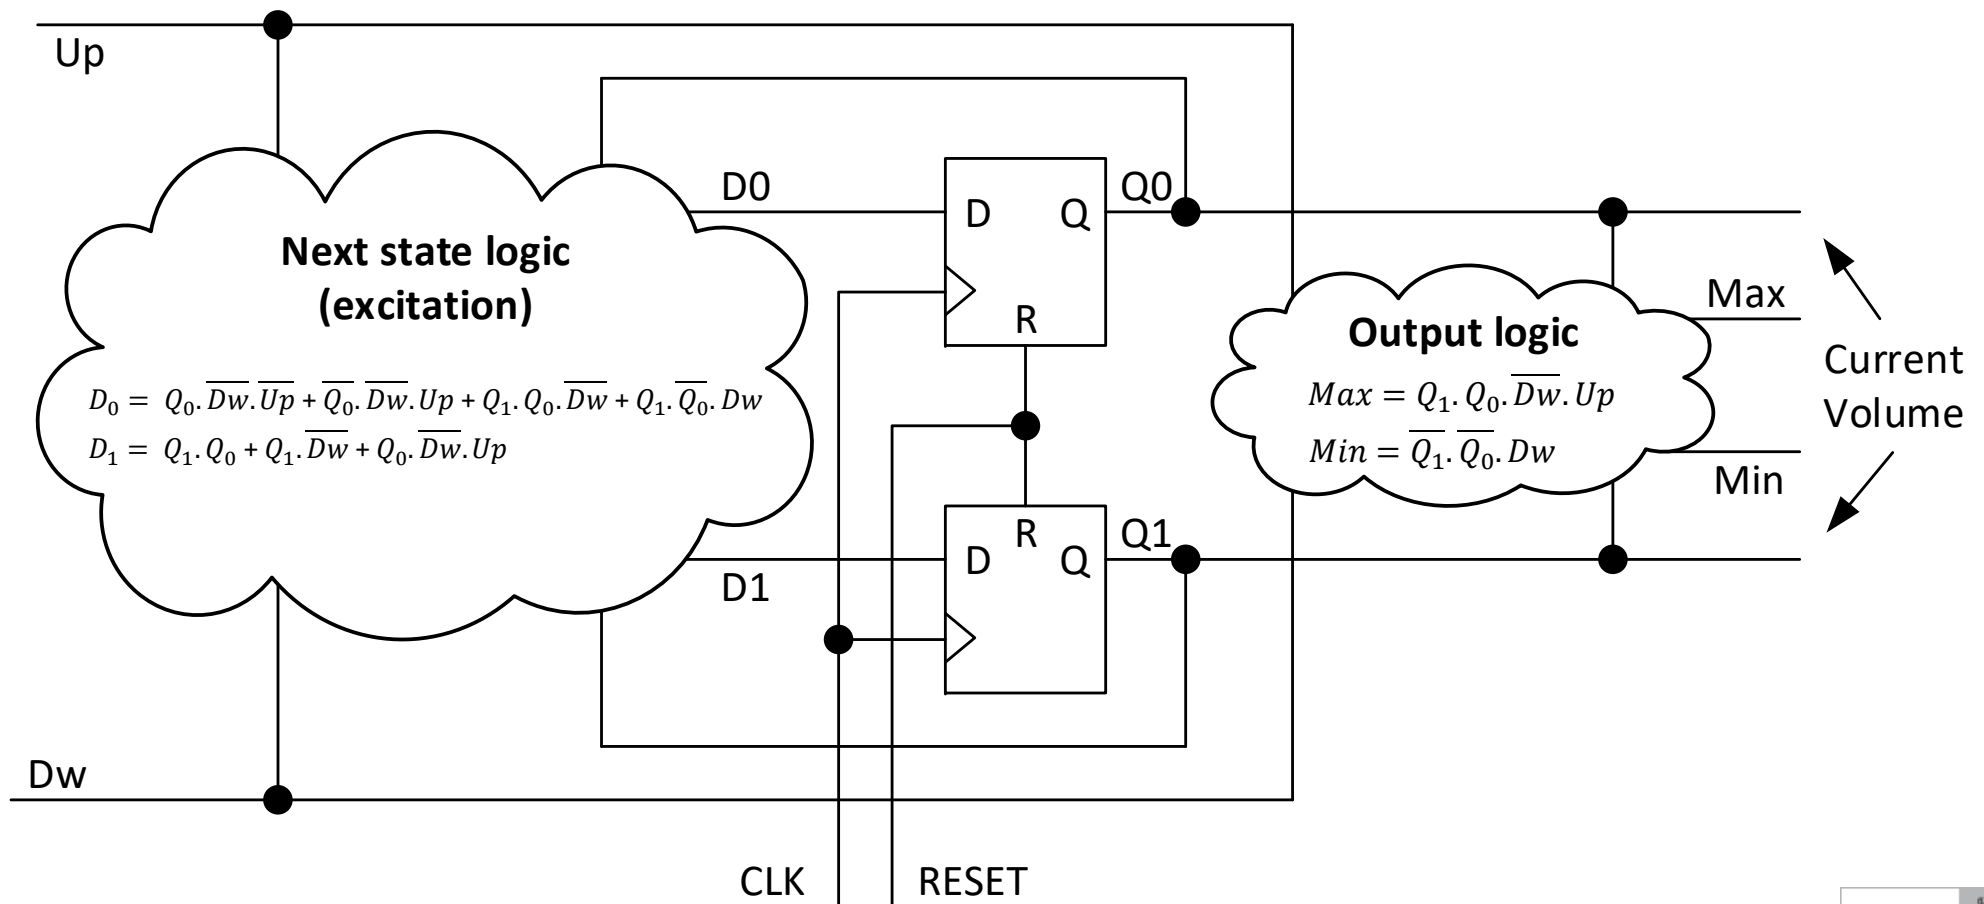 Up
D0
Q0
D
Q
R
Next state logic
(excitation)
D₀ = Q₀.D̅w̅.U̅p̅ + Q̅₀.D̅w̅.Up + Q₁.Q₀.D̅w̅ + Q₁.Q̅₀.Dw
D₁ = Q₁.Q₀ + Q₁.D̅w̅ + Q₀.D̅w̅.Up
Output logic
Max = Q₁.Q₀.D̅w̅.Up
Min = Q̅₁.Q̅₀.Dw
Max
Min
Current
Volume
R
D
Q
Q1
D1
Dw
CLK
RESET